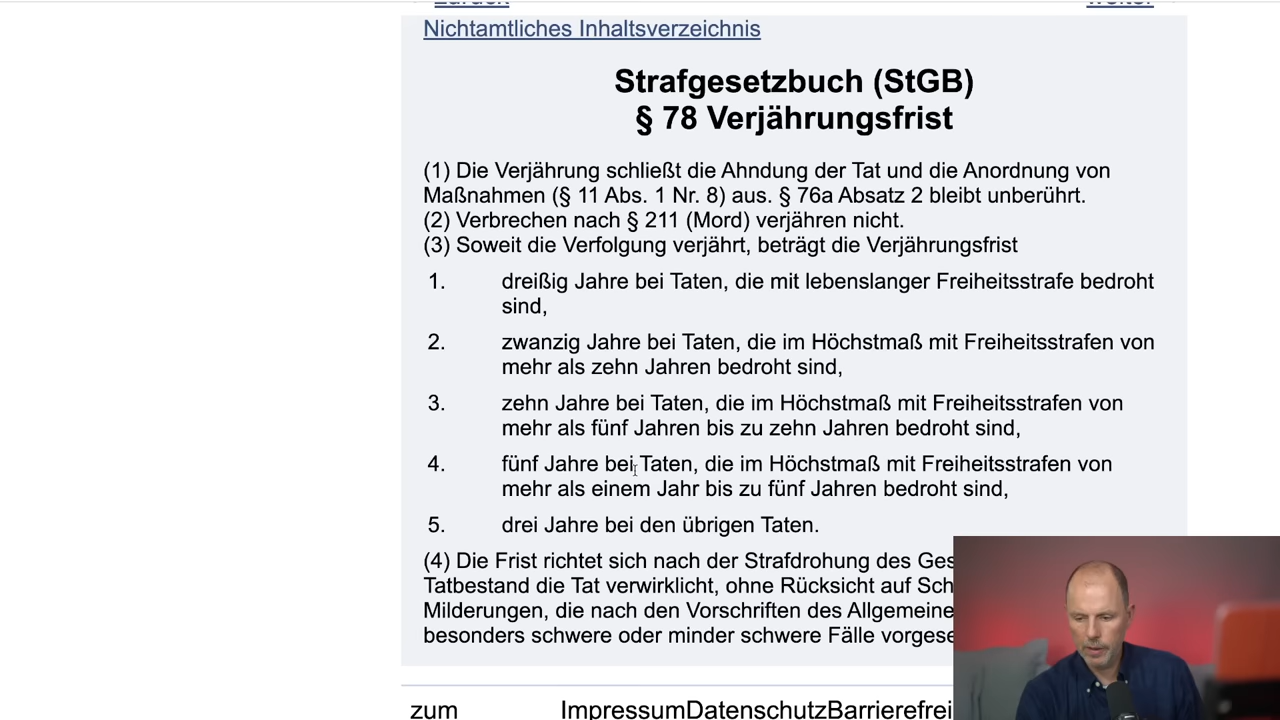 zurück
weiter
Nichtamtliches Inhaltsverzeichnis
Strafgesetzbuch (StGB)
§ 78 Verjährungsfrist
(1) Die Verjährung schließt die Ahndung der Tat und die Anordnung von
Maßnahmen (§ 11 Abs. 1 Nr. 8) aus. § 76a Absatz 2 bleibt unberührt.
(2) Verbrechen nach § 211 (Mord) verjähren nicht.
(3) Soweit die Verfolgung verjährt, beträgt die Verjährungsfrist
1. dreißig Jahre bei Taten, die mit lebenslanger Freiheitsstrafe bedroht
sind,
2. zwanzig Jahre bei Taten, die im Höchstmaß mit Freiheitsstrafen von
mehr als zehn Jahren bedroht sind,
3. zehn Jahre bei Taten, die im Höchstmaß mit Freiheitsstrafen von
mehr als fünf Jahren bis zu zehn Jahren bedroht sind,
4. fünf Jahre bei Taten, die im Höchstmaß mit Freiheitsstrafen von
mehr als einem Jahr bis zu fünf Jahren bedroht sind,
5. drei Jahre bei den übrigen Taten.
(4) Die Frist richtet sich nach der Strafdrohung des Ges
Tatbestand die Tat verwirklicht, ohne Rücksicht auf Sch
Milderungen, die nach den Vorschriften des Allgemeine
besonders schwere oder minder schwere Fälle vorgese
zum ImpressumDatenschutzBarrierefrei